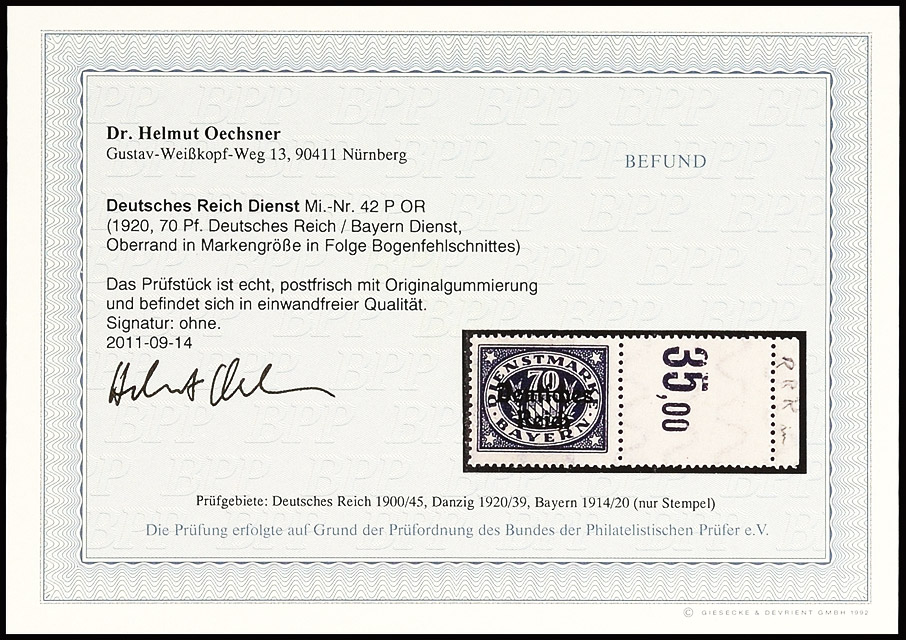 Dr. Helmut Oechsner
Gustav-Weißkopf-Weg 13, 90411 Nürnberg
BEFUND
Deutsches Reich Dienst Mi.-Nr. 42 P OR
(1920, 70 Pf. Deutsches Reich / Bayern Dienst,
Oberrand in Markengröße in Folge Bogenfehlschnittes)
Das Prüfstück ist echt, postfrisch mit Originalgummierung
und befindet sich in einwandfreier Qualität.
Signatur: ohne.
2011-09-14
DIENSTMARKE
70
Deutsches
Reich
BAYERN
35,00
RRR
Prüfgebiete: Deutsches Reich 1900/45, Danzig 1920/39, Bayern 1914/20 (nur Stempel)
Die Prüfung erfolgte auf Grund der Prüfordnung des Bundes der Philatelistischen Prüfer e.V.
© GIESECKE & DEVRIENT GMBH 1992
BPP